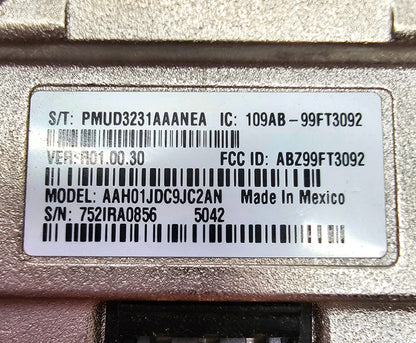 S/T: PMUD3231AAANEA IC: 109AB-99FT3092
VER: R01.00.30 FCC ID: ABZ99FT3092
MODEL: AAH01JDC9JC2AN Made In Mexico
S/N: 752IRA0856 5042